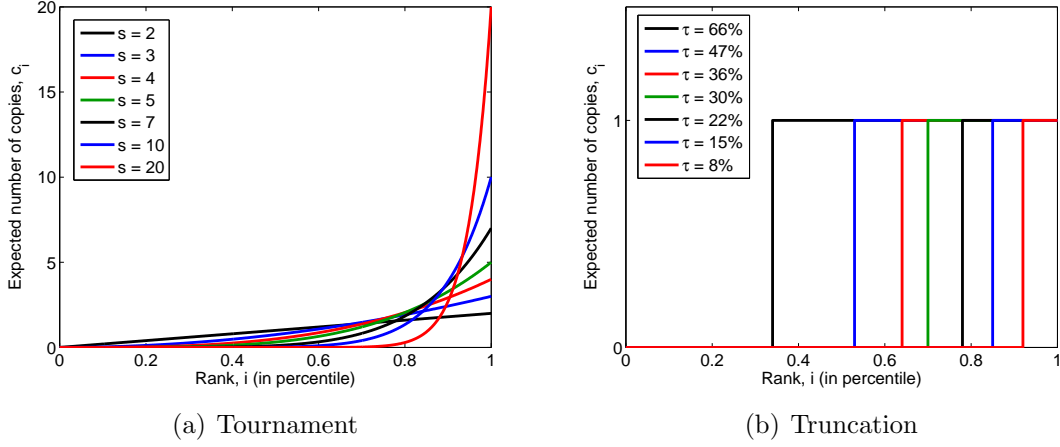 20
15
10
5
0
Expected number of copies, c_i
s = 2
s = 3
s = 4
s = 5
s = 7
s = 10
s = 20
0 0.2 0.4 0.6 0.8 1
Rank, i (in percentile)
(a) Tournament
1
0
Expected number of copies, c_i
τ = 66%
τ = 47%
τ = 36%
τ = 30%
τ = 22%
τ = 15%
τ = 8%
0 0.2 0.4 0.6 0.8 1
Rank, i (in percentile)
(b) Truncation